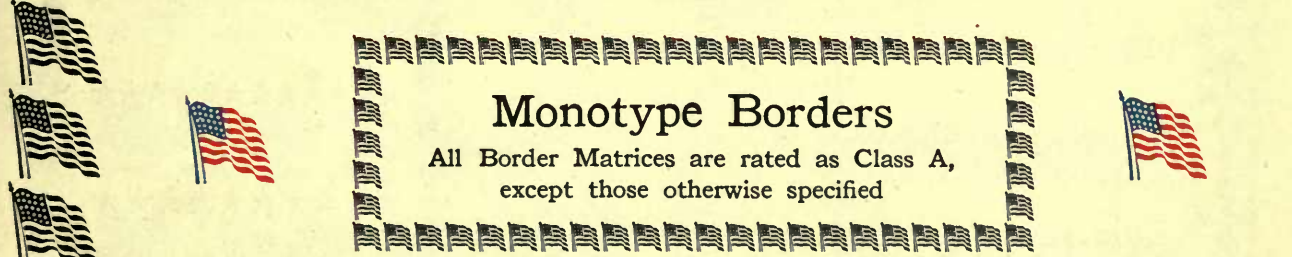 Monotype Borders
All Border Matrices are rated as Class A,
except those otherwise specified